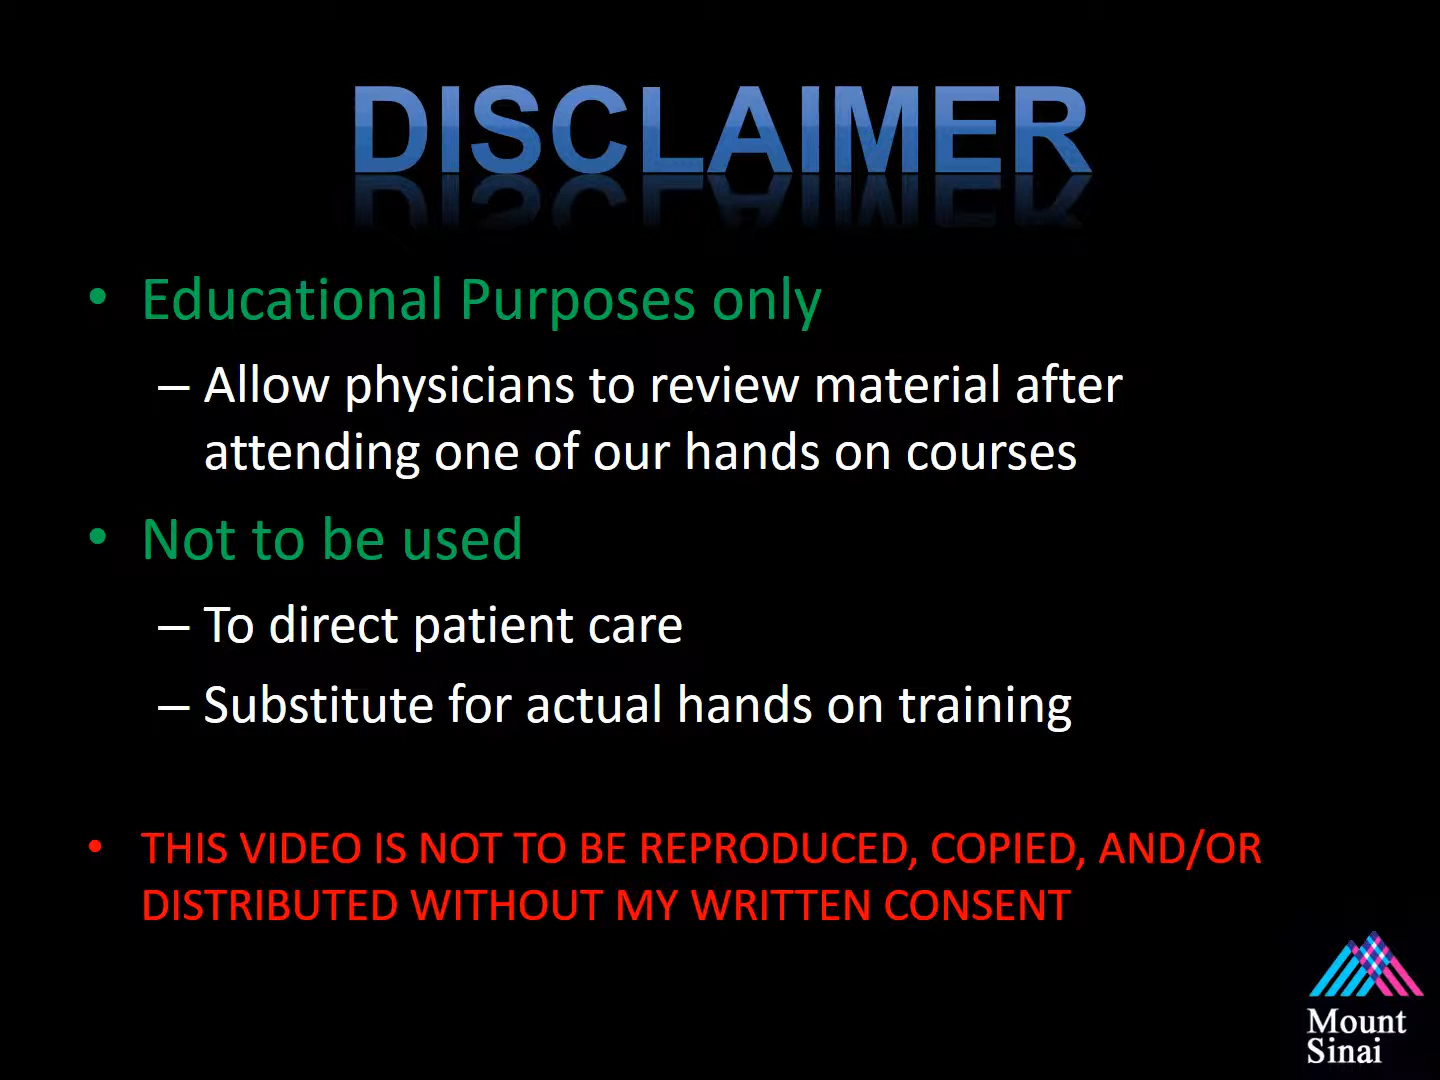 DISCLAIMER
• Educational Purposes only
– Allow physicians to review material after
attending one of our hands on courses
• Not to be used
– To direct patient care
– Substitute for actual hands on training
• THIS VIDEO IS NOT TO BE REPRODUCED, COPIED, AND/OR
DISTRIBUTED WITHOUT MY WRITTEN CONSENT
Mount
Sinai